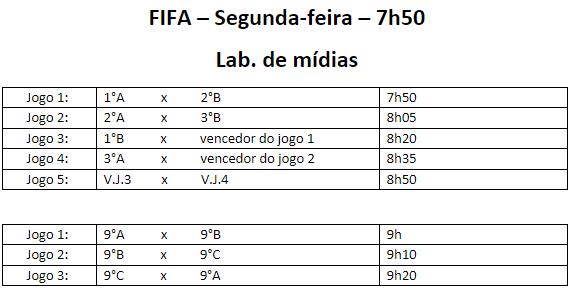 FIFA – Segunda-feira – 7h50
Lab. de mídias
Jogo 1: 1°A x 2°B 7h50
Jogo 2: 2°A x 3°B 8h05
Jogo 3: 1°B x vencedor do jogo 1 8h20
Jogo 4: 3°A x vencedor do jogo 2 8h35
Jogo 5: V.J.3 x V.J.4 8h50
Jogo 1: 9°A x 9°B 9h
Jogo 2: 9°B x 9°C 9h10
Jogo 3: 9°C x 9°A 9h20